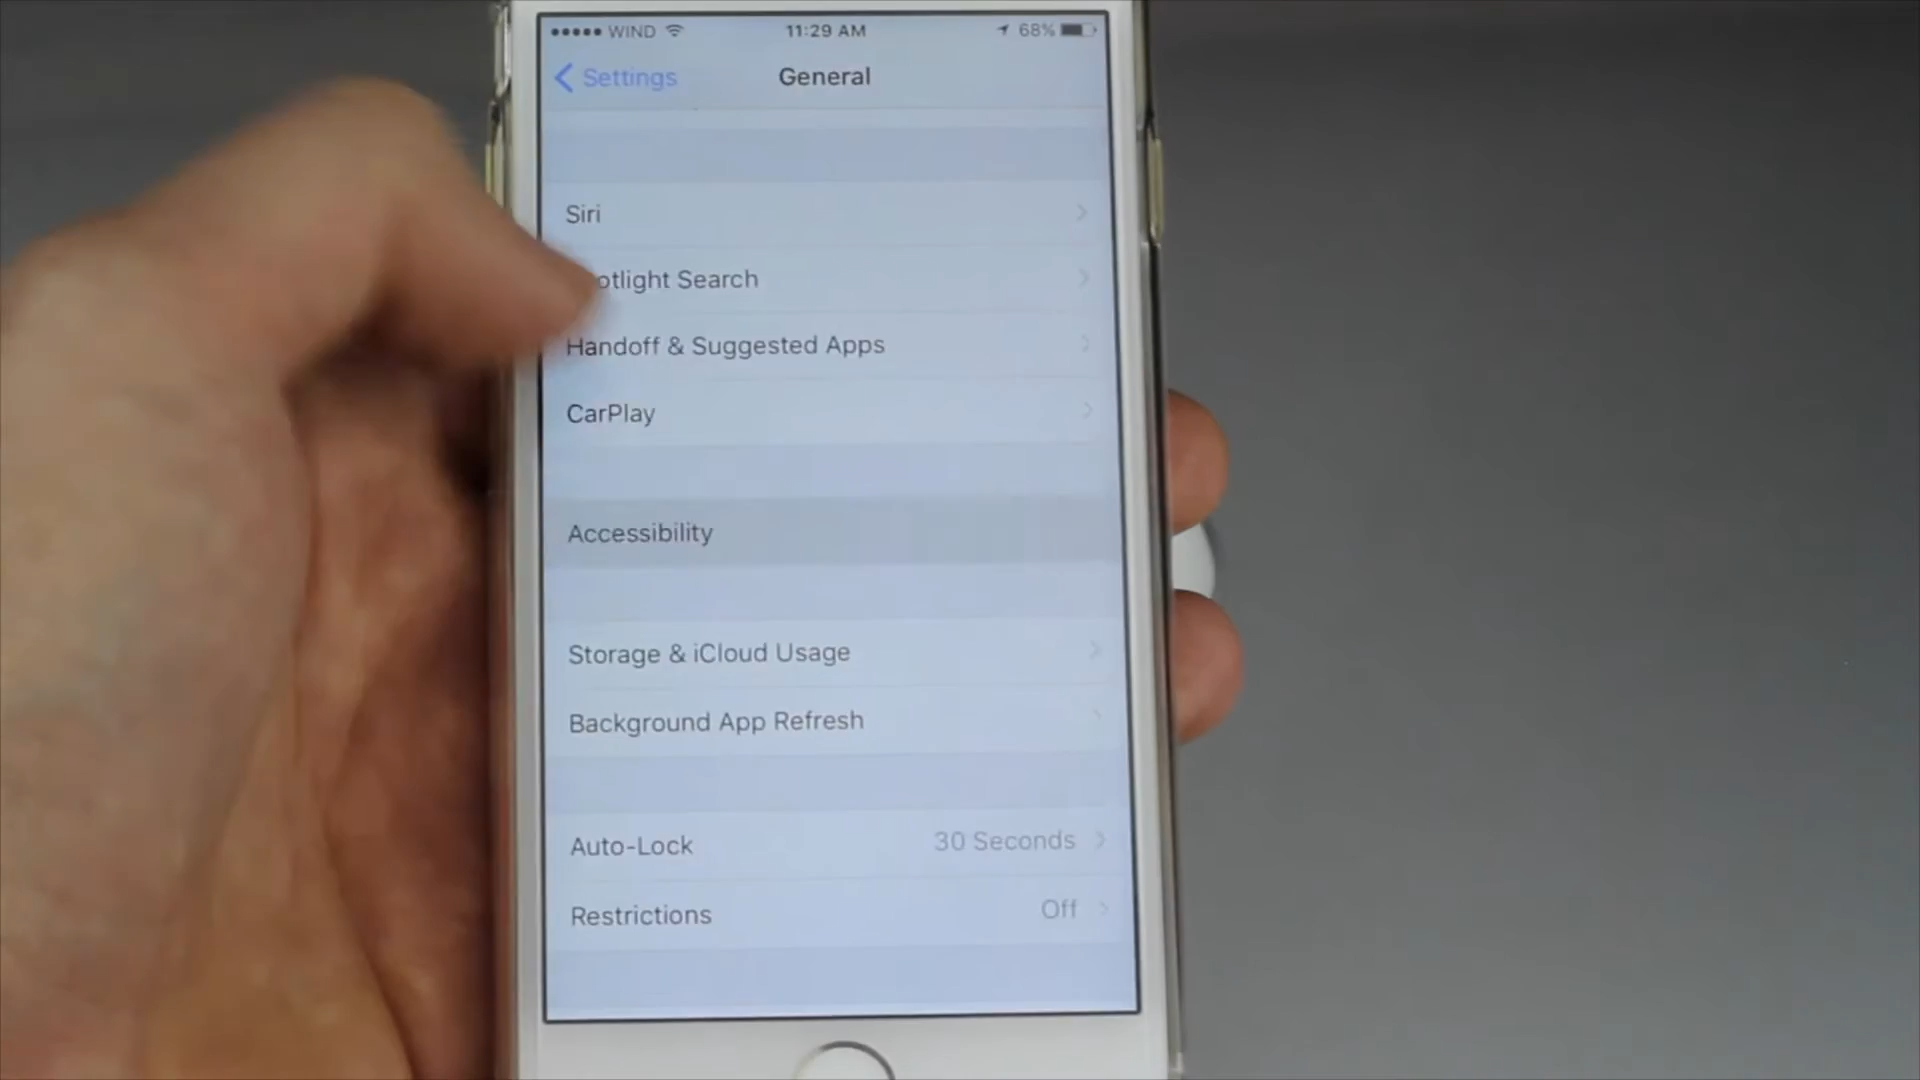 WIND 11:29 AM 68%
Settings General
Siri
otlight Search
Handoff & Suggested Apps
CarPlay
Accessibility
Storage & iCloud Usage
Background App Refresh
Auto-Lock 30 Seconds
Restrictions Off